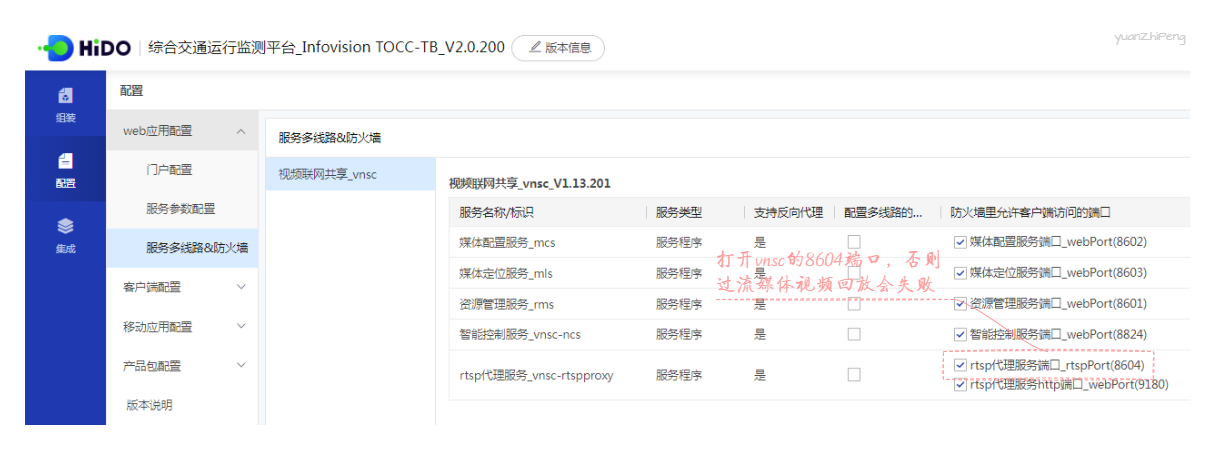 HiDO 综合交通运行监测平台_Infovision TOCC-TB_V2.0.200 版本信息
yuanZhiPeng
组装
配置
集成
配置
web应用配置
门户配置
服务参数配置
服务多线路&防火墙
客户端配置
移动应用配置
产品包配置
版本说明
服务多线路&防火墙
视频联网共享_vnsc
视频联网共享_vnsc_V1.13.201
服务名称/标识 服务类型 支持反向代理 配置多线路的... 防火墙里允许客户端访问的端口
媒体配置服务_mcs 服务程序 是 媒体配置服务端口_webPort(8602)
媒体定位服务_mls 服务程序 是 媒体定位服务端口_webPort(8603)
资源管理服务_rms 服务程序 是 资源管理服务端口_webPort(8601)
智能控制服务_vnsc-ncs 服务程序 是 智能控制服务端口_webPort(8824)
rtsp代理服务_vnsc-rtspproxy 服务程序 是 rtsp代理服务端口_rtspPort(8604)
rtsp代理服务http端口_webPort(9180)
打开vnsc的8604端口，否则
过流媒体视频回放会失败